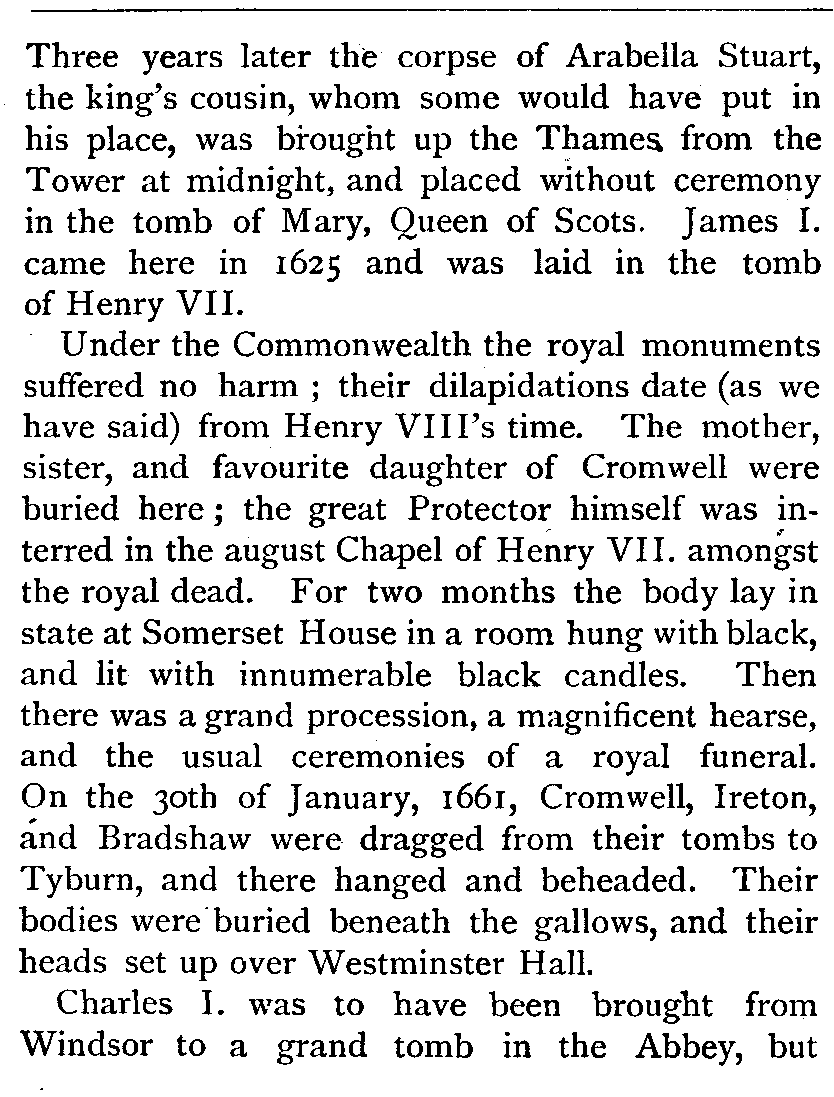 Three years later the corpse of Arabella Stuart,
the king's cousin, whom some would have put in
his place, was brought up the Thames from the
Tower at midnight, and placed without ceremony
in the tomb of Mary, Queen of Scots. James I.
came here in 1625 and was laid in the tomb
of Henry VII.
Under the Commonwealth the royal monuments
suffered no harm ; their dilapidations date (as we
have said) from Henry VIII's time. The mother,
sister, and favourite daughter of Cromwell were
buried here ; the great Protector himself was in-
terred in the august Chapel of Henry VII. amongst
the royal dead. For two months the body lay in
state at Somerset House in a room hung with black,
and lit with innumerable black candles. Then
there was a grand procession, a magnificent hearse,
and the usual ceremonies of a royal funeral.
On the 30th of January, 1661, Cromwell, Ireton,
and Bradshaw were dragged from their tombs to
Tyburn, and there hanged and beheaded. Their
bodies were buried beneath the gallows, and their
heads set up over Westminster Hall.
Charles I. was to have been brought from
Windsor to a grand tomb in the Abbey, but